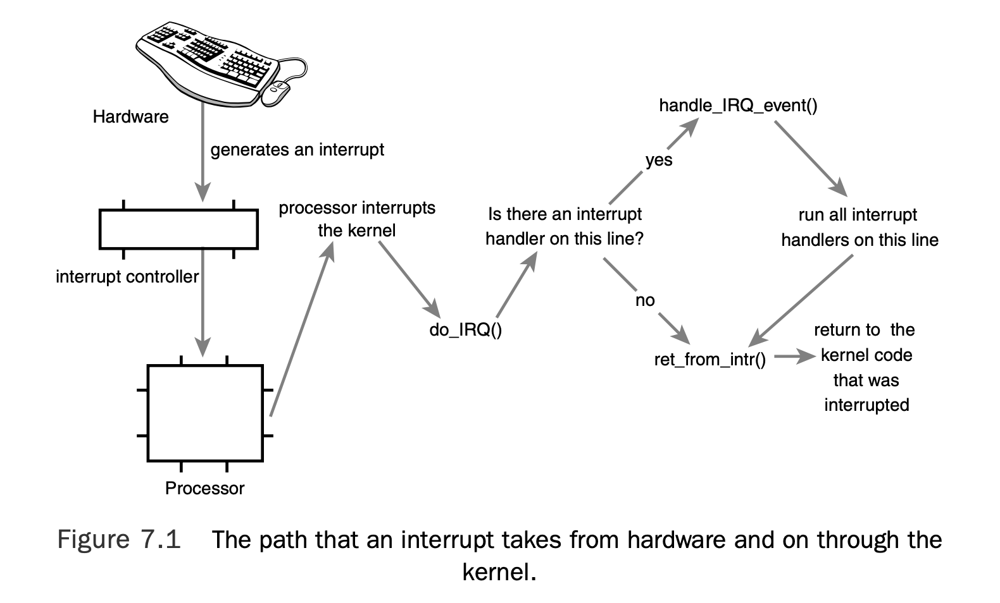 Hardware
generates an interrupt
interrupt controller
Processor
processor interrupts
the kernel
do_IRQ()
Is there an interrupt
handler on this line?
yes
no
handle_IRQ_event()
run all interrupt
handlers on this line
ret_from_intr()
return to the
kernel code
that was
interrupted
Figure 7.1 The path that an interrupt takes from hardware and on through the
kernel.